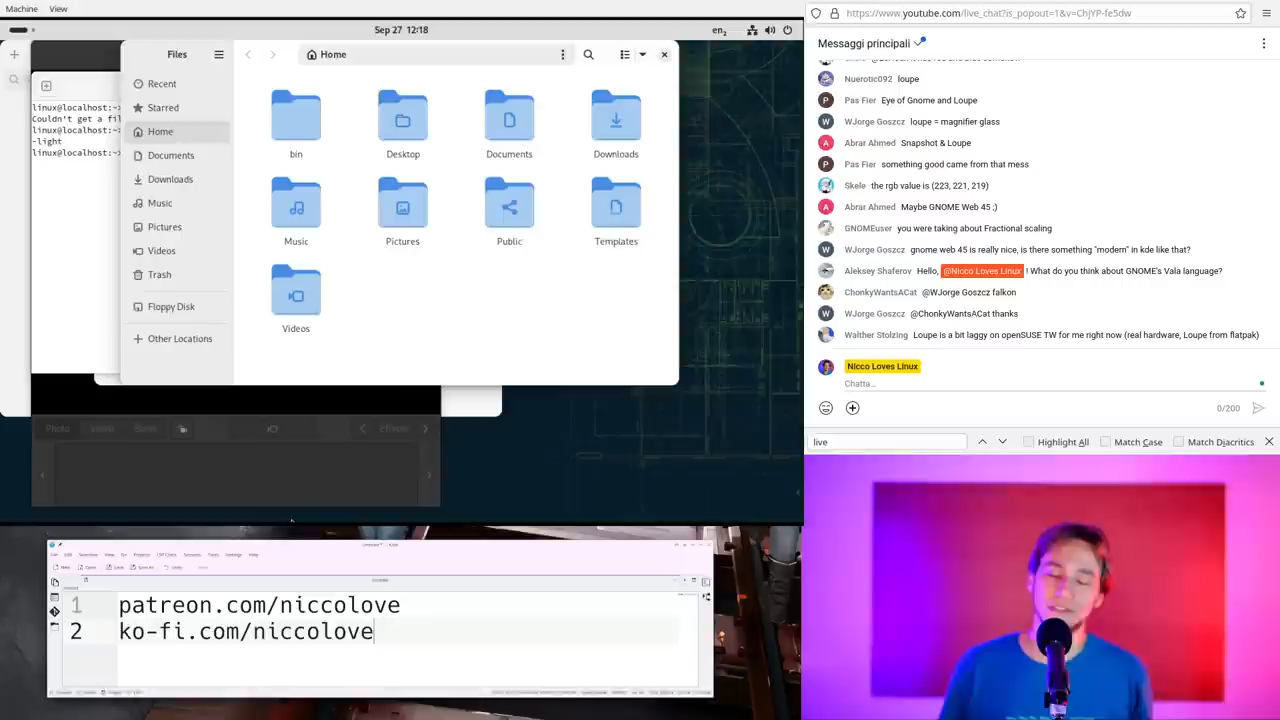 Machine View
Sep 27 12:18
en₂
Files
Home
Recent
Starred
Home
Documents
Downloads
Music
Pictures
Videos
Trash
Floppy Disk
Other Locations
bin
Desktop
Documents
Downloads
Music
Pictures
Public
Templates
Videos
linux@localhost:~
Couldn't get a fil
linux@localhost:~
-light
linux@localhost:~
Photo
1 patreon.com/niccolove
2 ko-fi.com/niccolove
https://www.youtube.com/live_chat?is_popout=1&v=ChjYP-fe5dw
Messaggi principali
Nuerotic092 loupe
Pas Fier Eye of Gnome and Loupe
WJorge Goszcz loupe = magnifier glass
Abrar Ahmed Snapshot & Loupe
Pas Fier something good came from that mess
Skele the rgb value is (223, 221, 219)
Abrar Ahmed Maybe GNOME Web 45 ;)
GNOMEuser you were taking about Fractional scaling
WJorge Goszcz gnome web 45 is really nice, is there something "modern" in kde like that?
Aleksey Shaferov Hello, @Nicco Loves Linux ! What do you think about GNOME's Vala language?
ChonkyWantsACat @WJorge Goszcz falkon
WJorge Goszcz @ChonkyWantsACat thanks
Walther Stolzing Loupe is a bit laggy on openSUSE TW for me right now (real hardware, Loupe from flatpak)
Nicco Loves Linux
Chatta...
0/200
live
Highlight All Match Case Match Diacritics